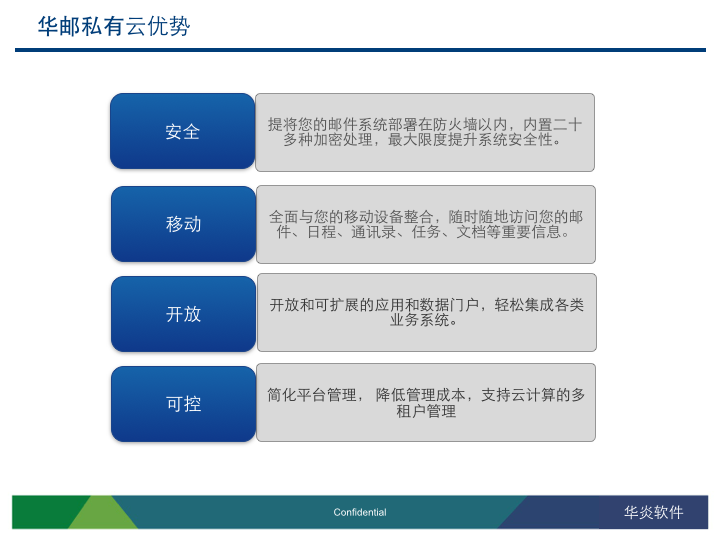 华邮私有云优势
安全
提将您的邮件系统部署在防火墙以内，内置二十
多种加密处理，最大限度提升系统安全性。
移动
全面与您的移动设备整合，随时随地访问您的邮
件、日程、通讯录、任务、文档等重要信息。
开放
开放和可扩展的应用和数据门户，轻松集成各类
业务系统。
可控
简化平台管理， 降低管理成本，支持云计算的多
租户管理
Confidential
华炎软件